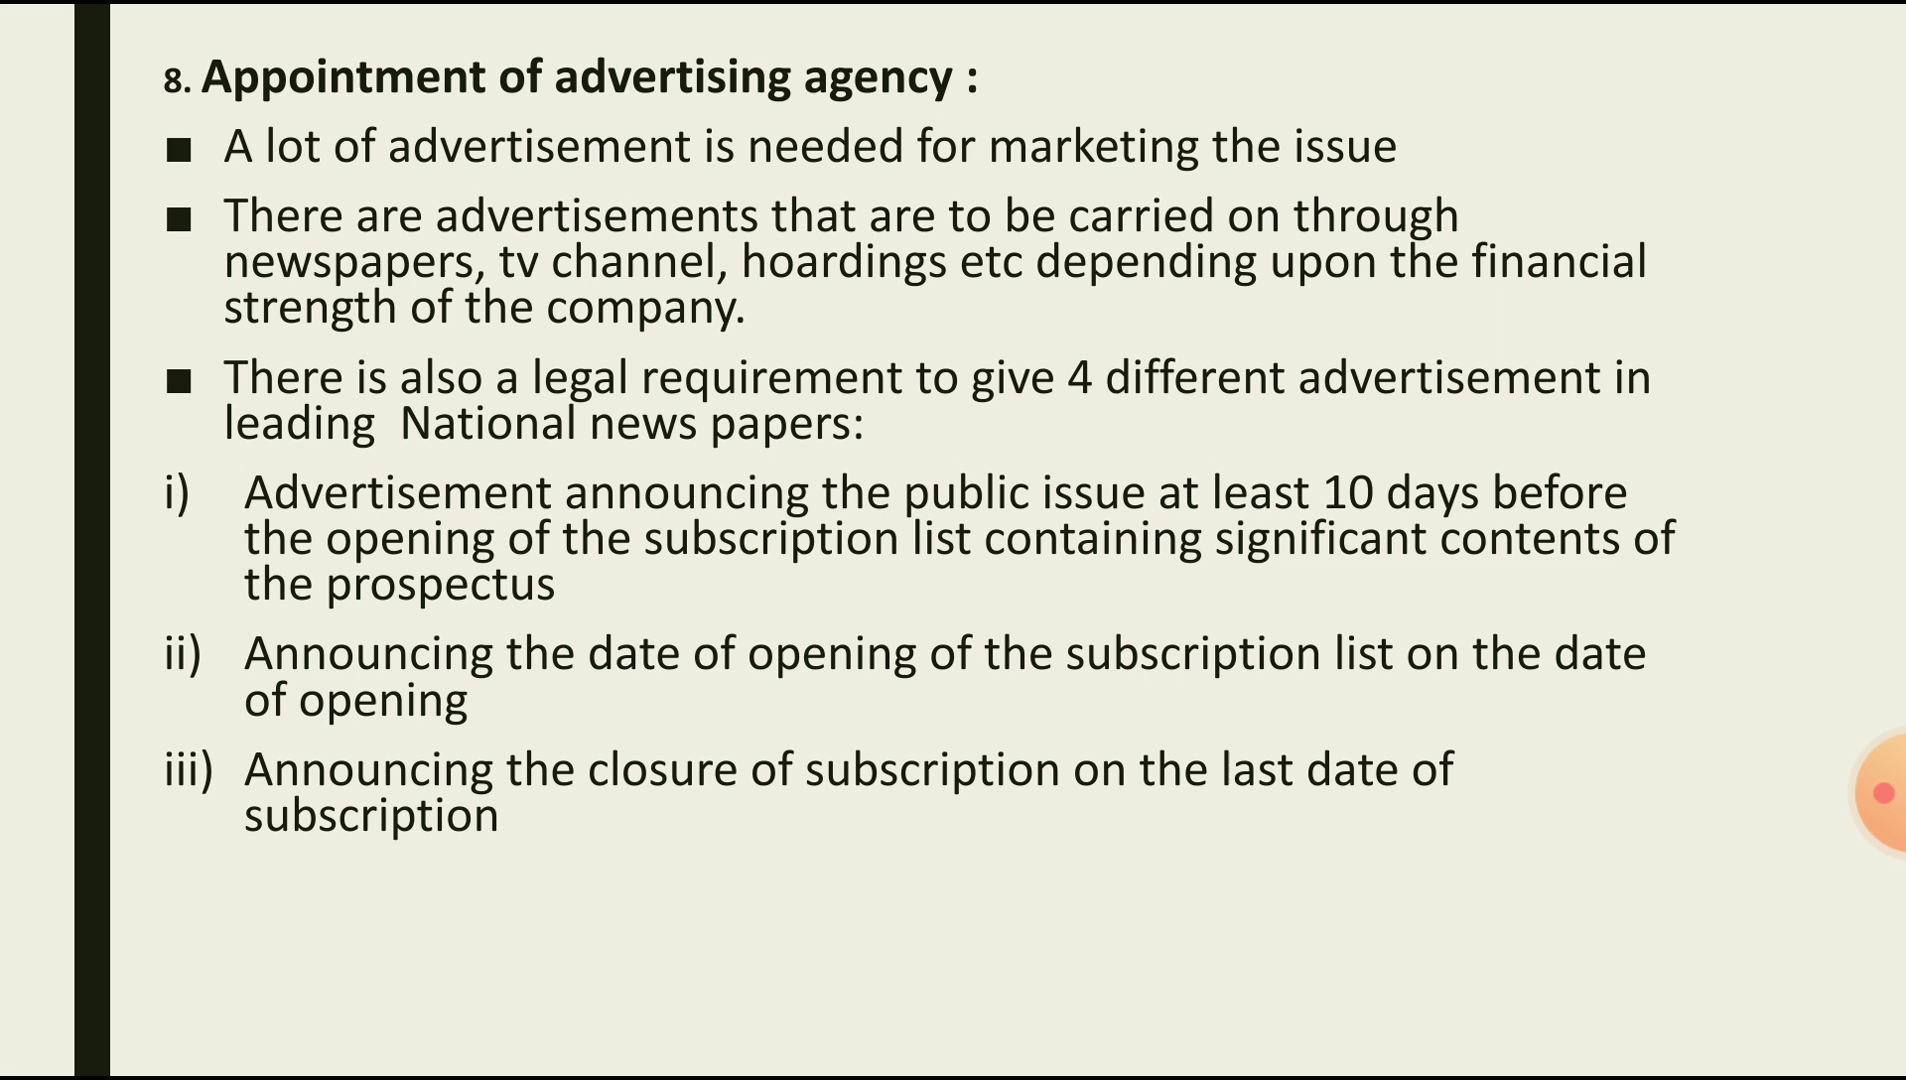 8. Appointment of advertising agency :
■ A lot of advertisement is needed for marketing the issue
■ There are advertisements that are to be carried on through
newspapers, tv channel, hoardings etc depending upon the financial
strength of the company.
■ There is also a legal requirement to give 4 different advertisement in
leading  National news papers:
i) Advertisement announcing the public issue at least 10 days before
the opening of the subscription list containing significant contents of
the prospectus
ii) Announcing the date of opening of the subscription list on the date
of opening
iii) Announcing the closure of subscription on the last date of
subscription